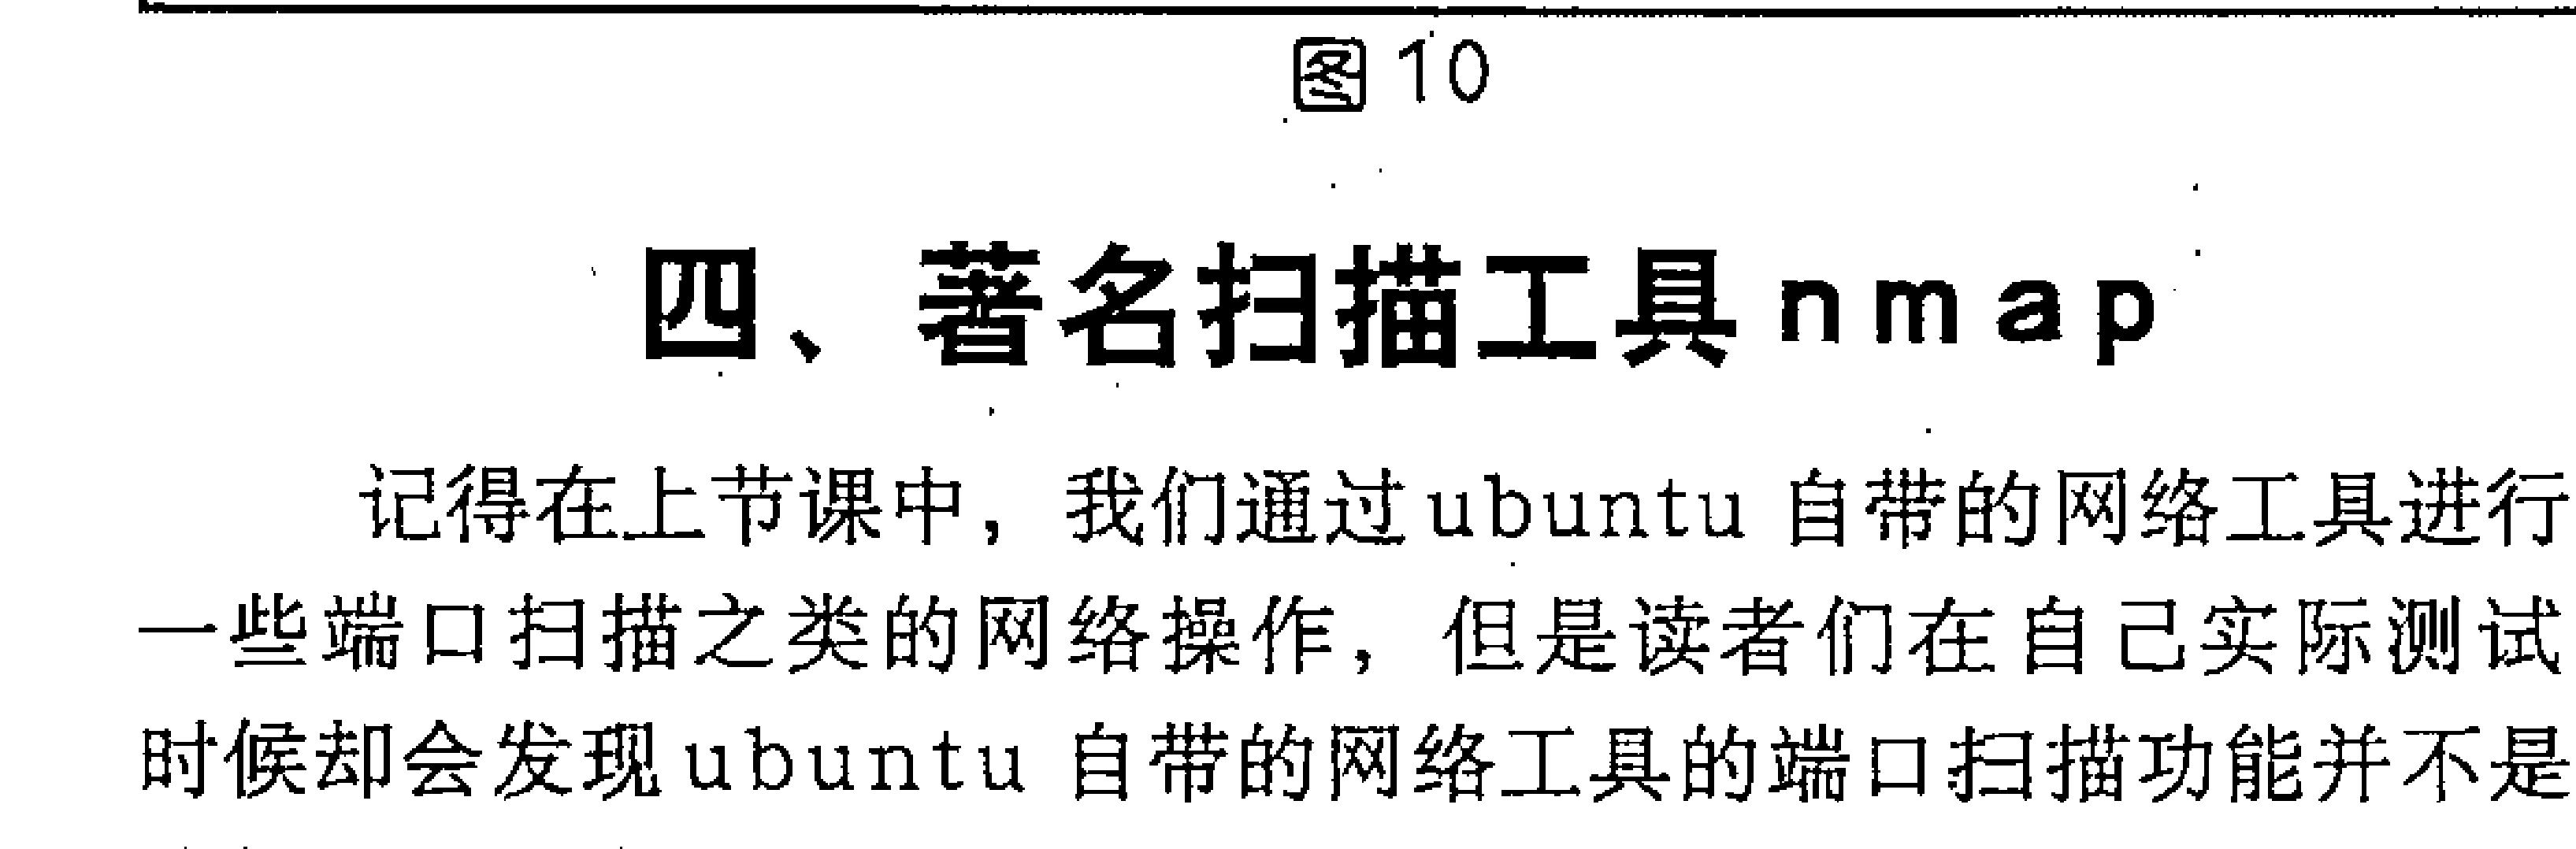 图10
四、著名扫描工具nmap
记得在上节课中，我们通过ubuntu 自带的网络工具进行
一些端口扫描之类的网络操作，但是读者们在自己实际测试
时候却会发现ubuntu 自带的网络工具的端口扫描功能并不是